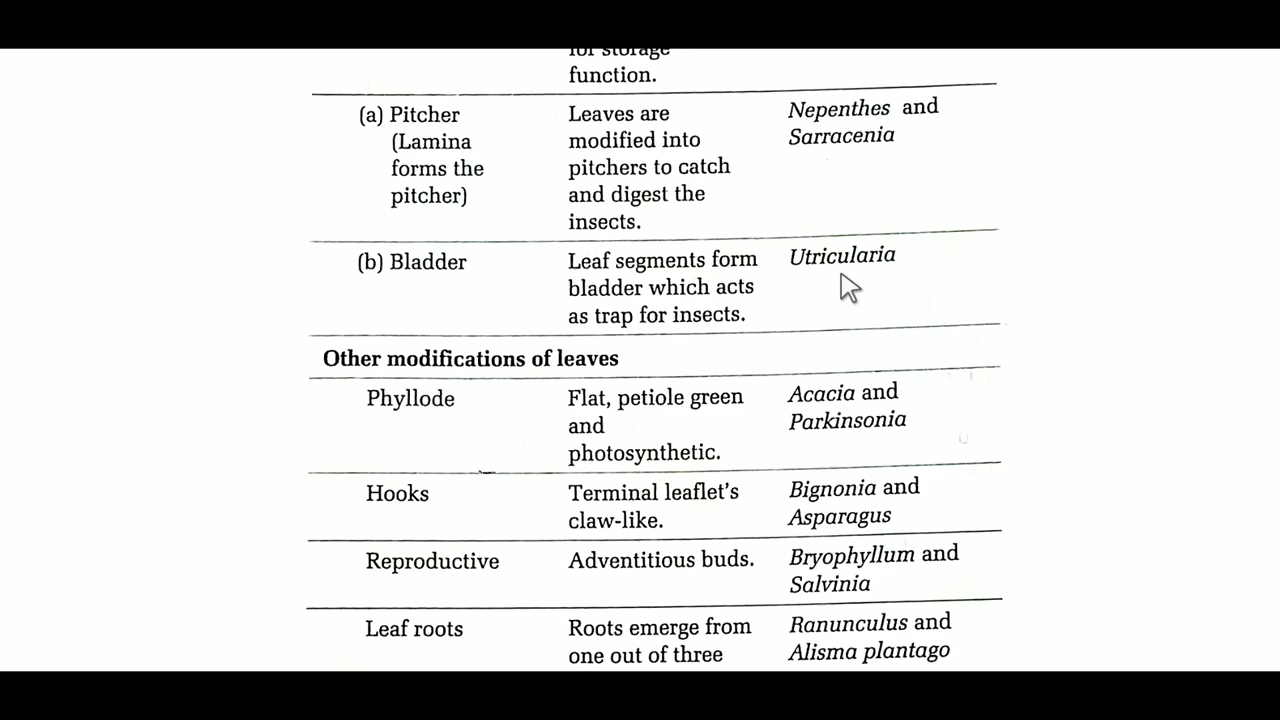 for storage
function.
(a) Pitcher
(Lamina
forms the
pitcher)
Leaves are
modified into
pitchers to catch
and digest the
insects.
Nepenthes and
Sarracenia
(b) Bladder
Leaf segments form
bladder which acts
as trap for insects.
Utricularia
Other modifications of leaves
Phyllode
Flat, petiole green
and
photosynthetic.
Acacia and
Parkinsonia
Hooks
Terminal leaflet's
claw-like.
Bignonia and
Asparagus
Reproductive
Adventitious buds.
Bryophyllum and
Salvinia
Leaf roots
Roots emerge from
one out of three
Ranunculus and
Alisma plantago